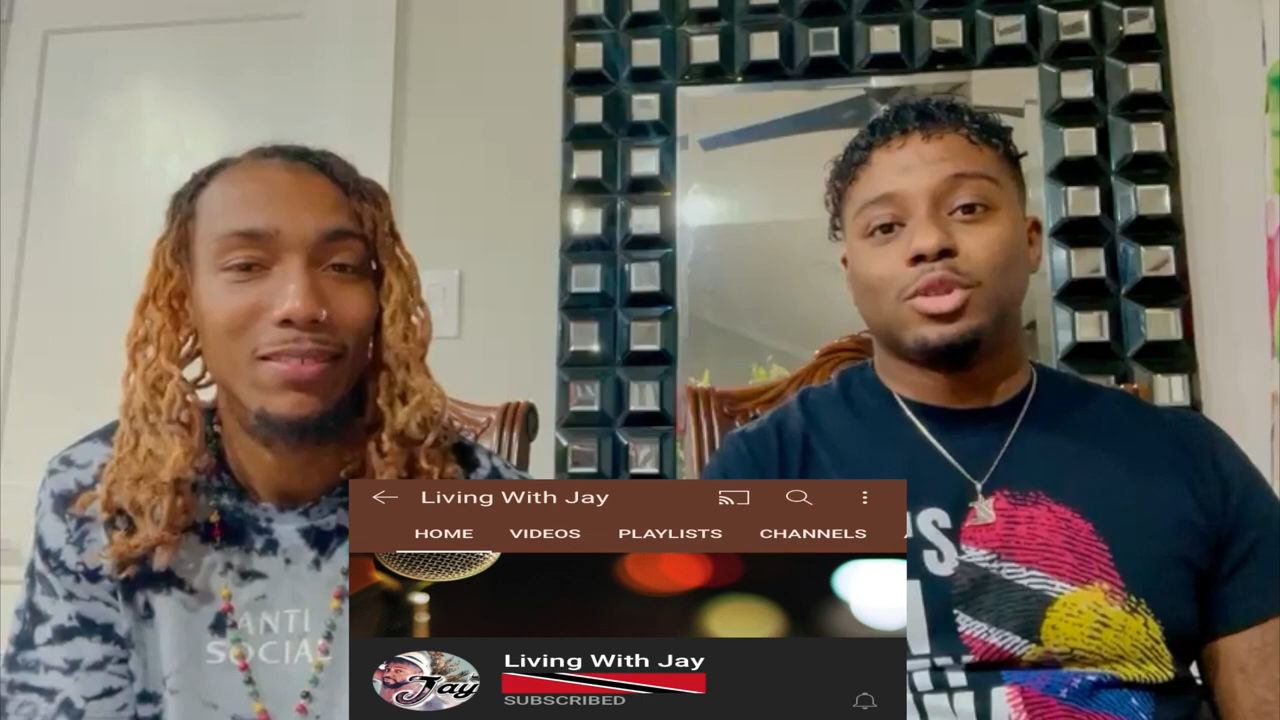 Living With Jay
HOME VIDEOS PLAYLISTS CHANNELS
'S
ANTI
SOCIAL
Jay
Living With Jay
SUBSCRIBED